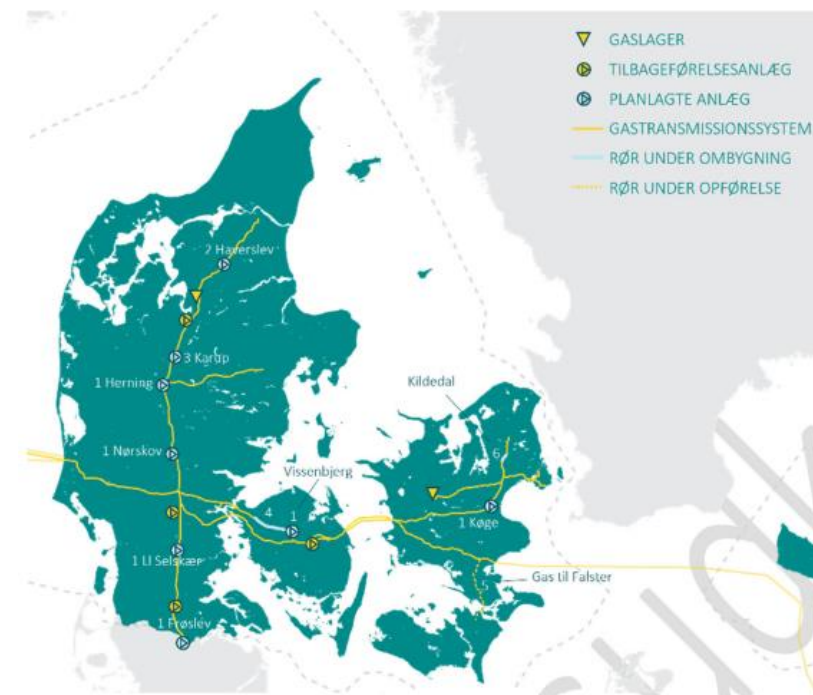 GASLAGER
TILBAGEFØRELSESANLÆG
PLANLAGTE ANLÆG
GASTRANSMISSIONSSYSTEM
RØR UNDER OMBYGNING
RØR UNDER OPFØRELSE
2 Haverslev
3 Karup
1 Herning
Kildedal
1 Nørskov
Vissenbjerg
6
4
1
1 Køge
1 Ll Selskær
Gas til Falster
5
1 Frøslev